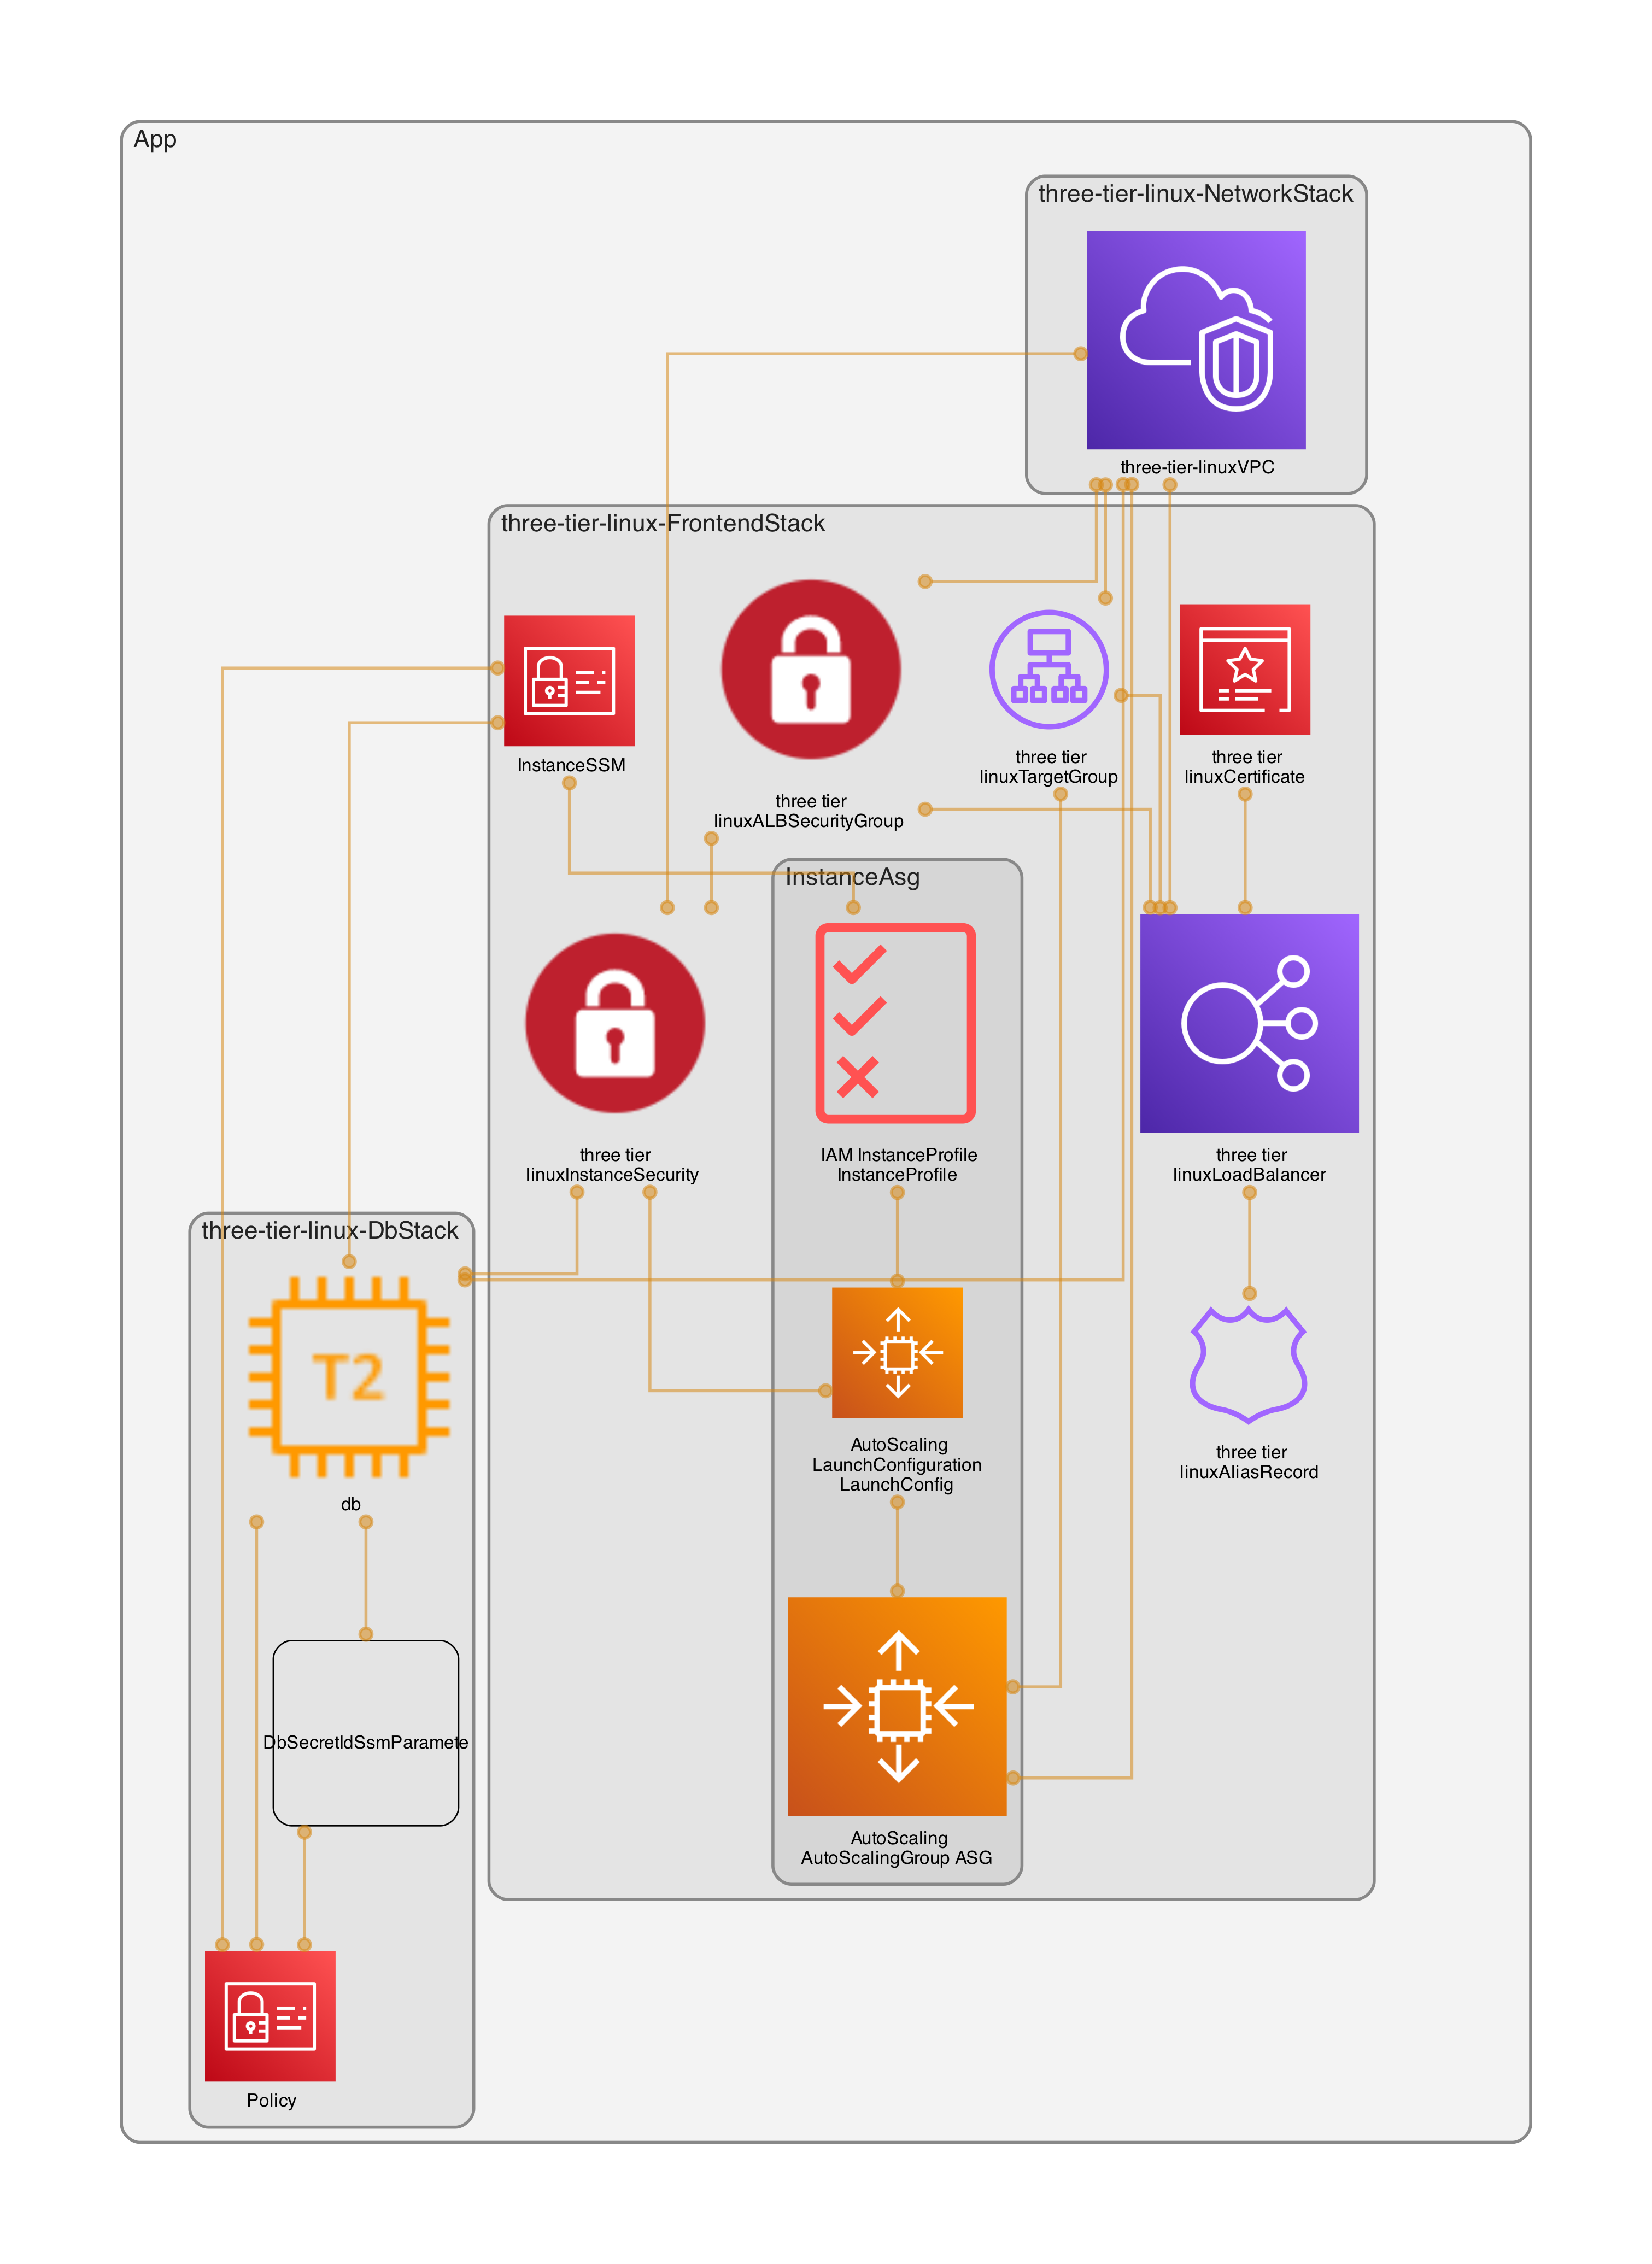 App
three-tier-linux-NetworkStack
three-tier-linuxVPC
three-tier-linux-FrontendStack
InstanceSSM
three tier
linuxALBSecurityGroup
three tier
linuxTargetGroup
three tier
linuxCertificate
InstanceAsg
three tier
linuxInstanceSecurity
IAM InstanceProfile
InstanceProfile
three tier
linuxLoadBalancer
three-tier-linux-DbStack
T2
db
AutoScaling
LaunchConfiguration
LaunchConfig
three tier
linuxAliasRecord
DbSecretIdSsmParamete
AutoScaling
AutoScalingGroup ASG
Policy